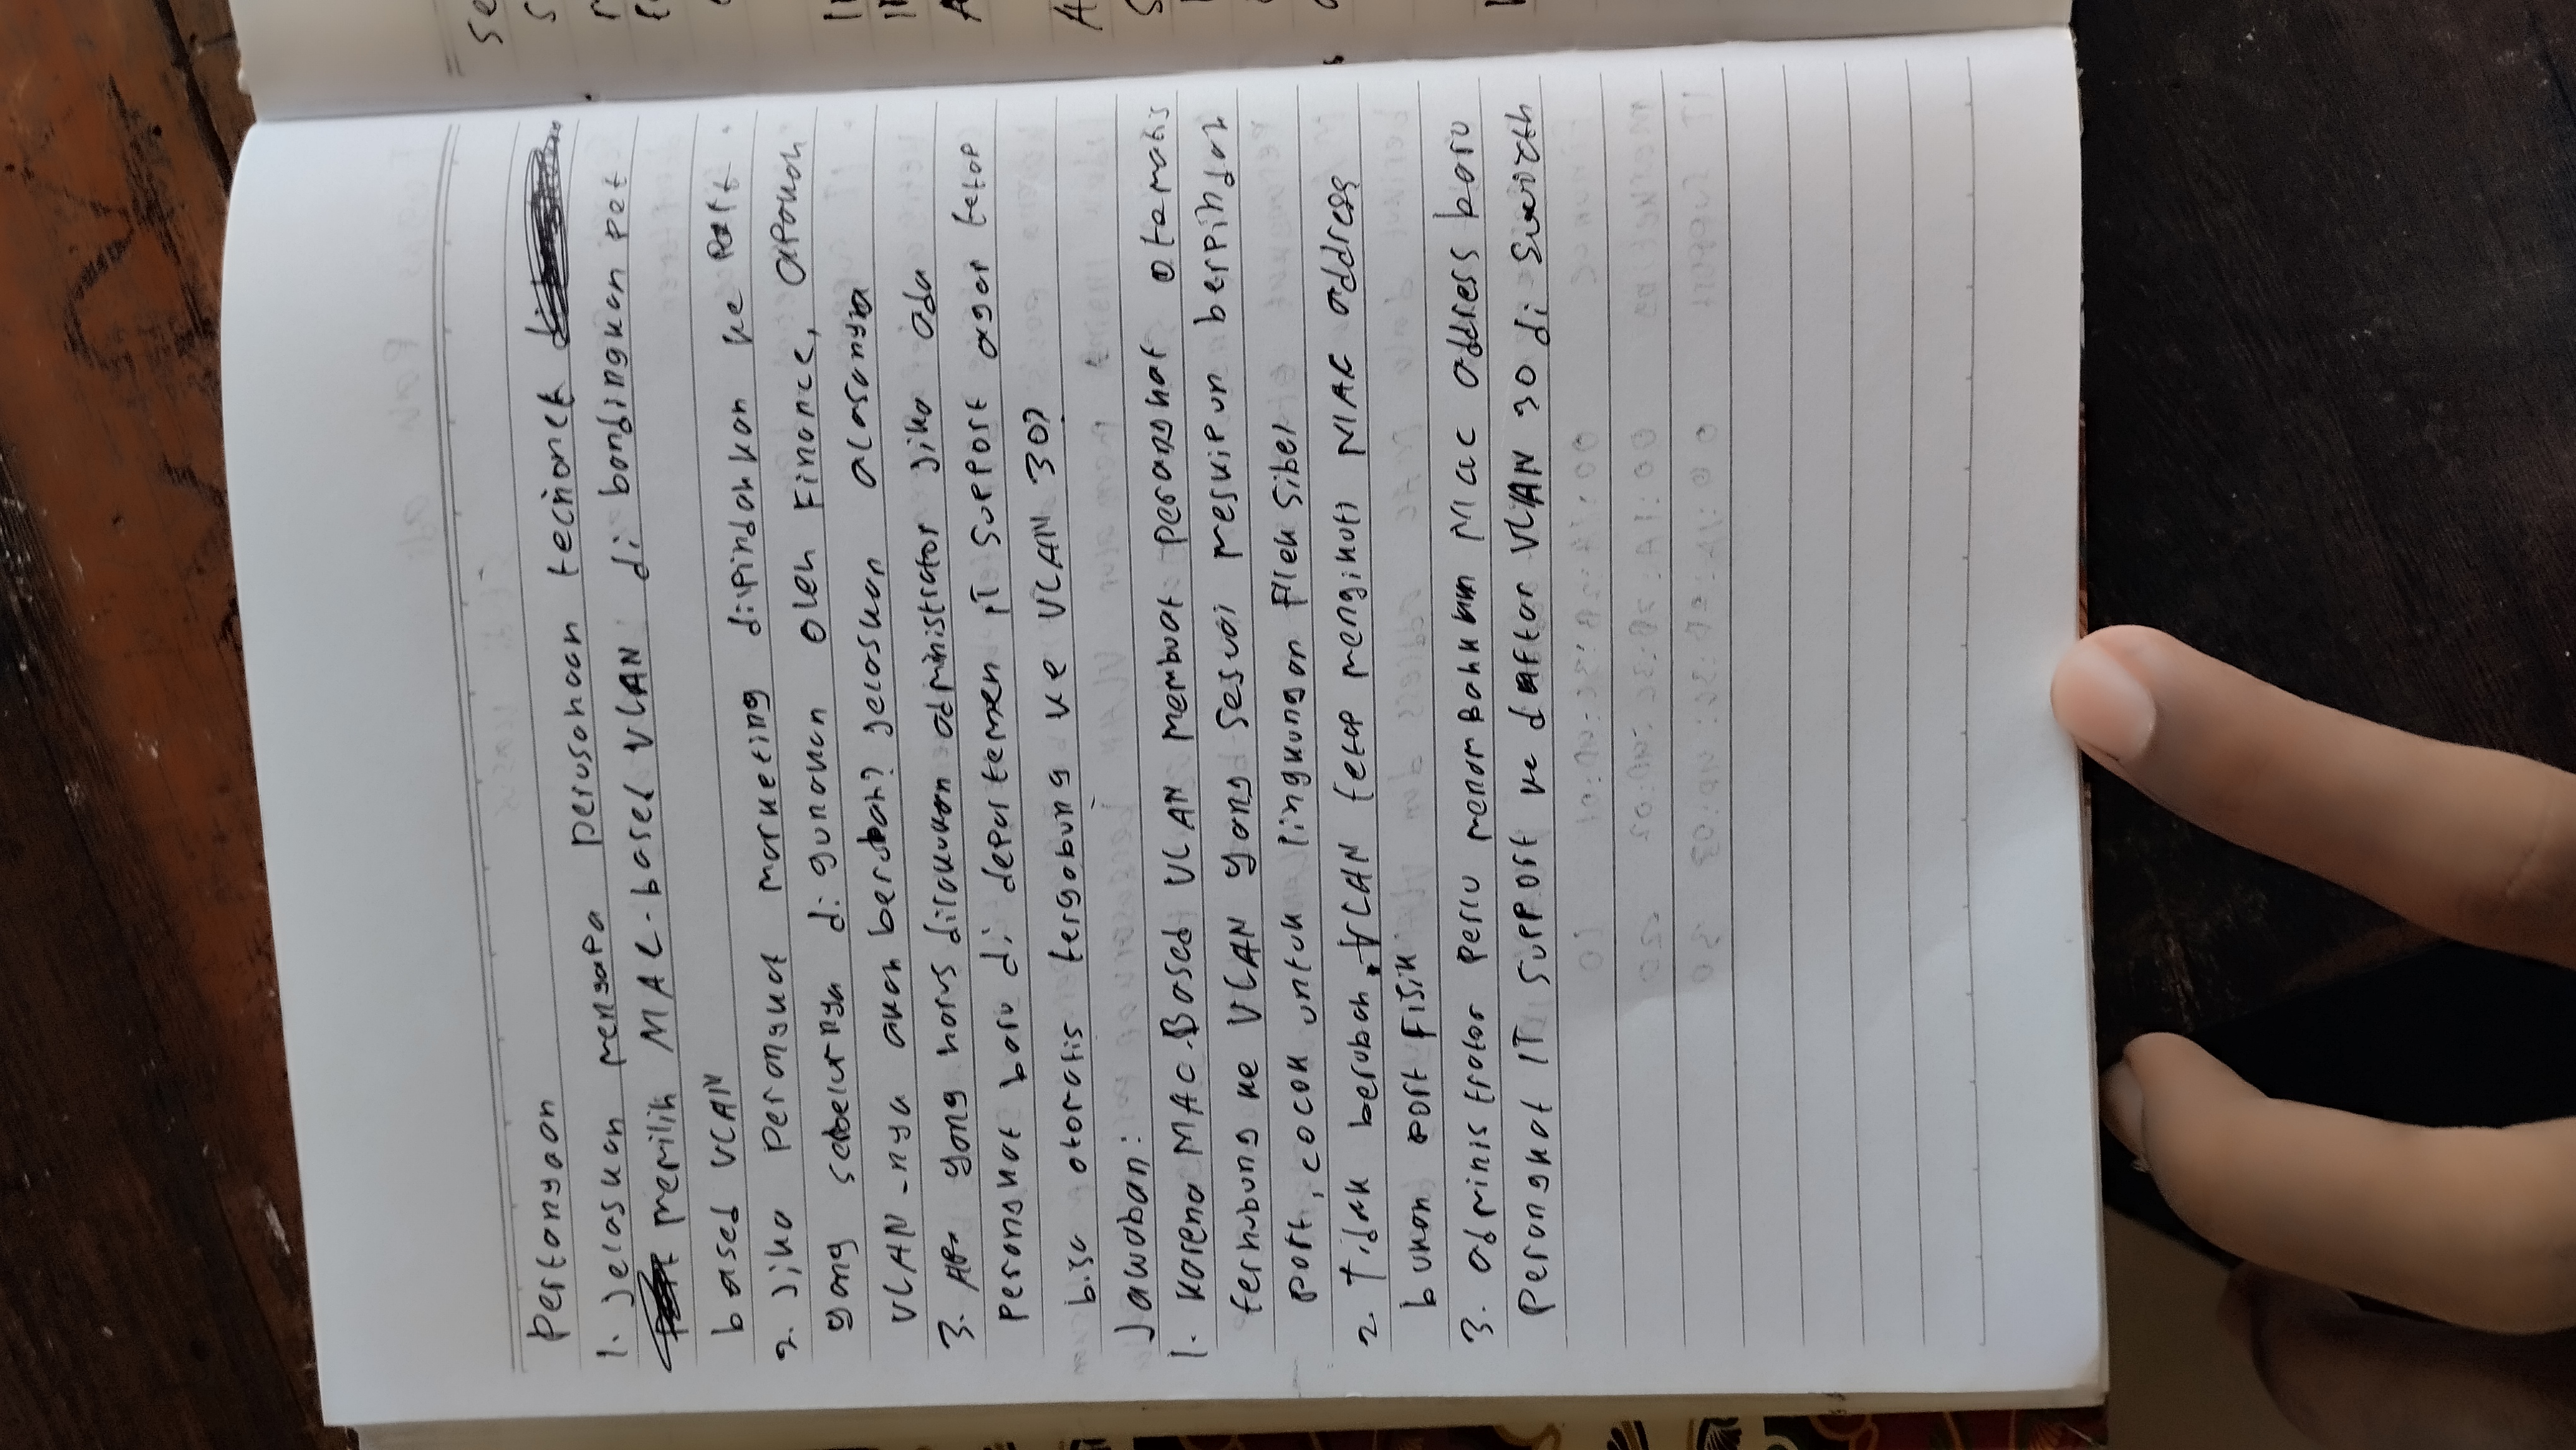 Pertanyaan
1. Jelaskan mengapa perusahaan tecinonet
memilih MAC-based VLAN di bandingkan Pot
based VLAN
2. Jika Perangkat marketing dipindahkan ke Port
yang sebelumnya di gunakan oleh Finance, apakah
VLAN-nya akan berubah? Jelaskan alasannya
3. Apa yang harus dilakukan administrator jika ada
Perangkat baru di departemen IT Support agar tetap
bisa otomatis tergabung ke VLAN 30?
Jawaban:
1. Karena MAC-Based VLAN membuat perangkat otomatis
terhubung ke VLAN yang sesuai meskipun berpindah
port, cocok untuk lingkungan fleksibel
2. Tidak berubah, VLAN tetap mengikuti MAC address
bukan port fisik
3. administrator perlu menambahkan MAC address baru
Perangkat IT Support ke daftar VLAN 30 di Switch